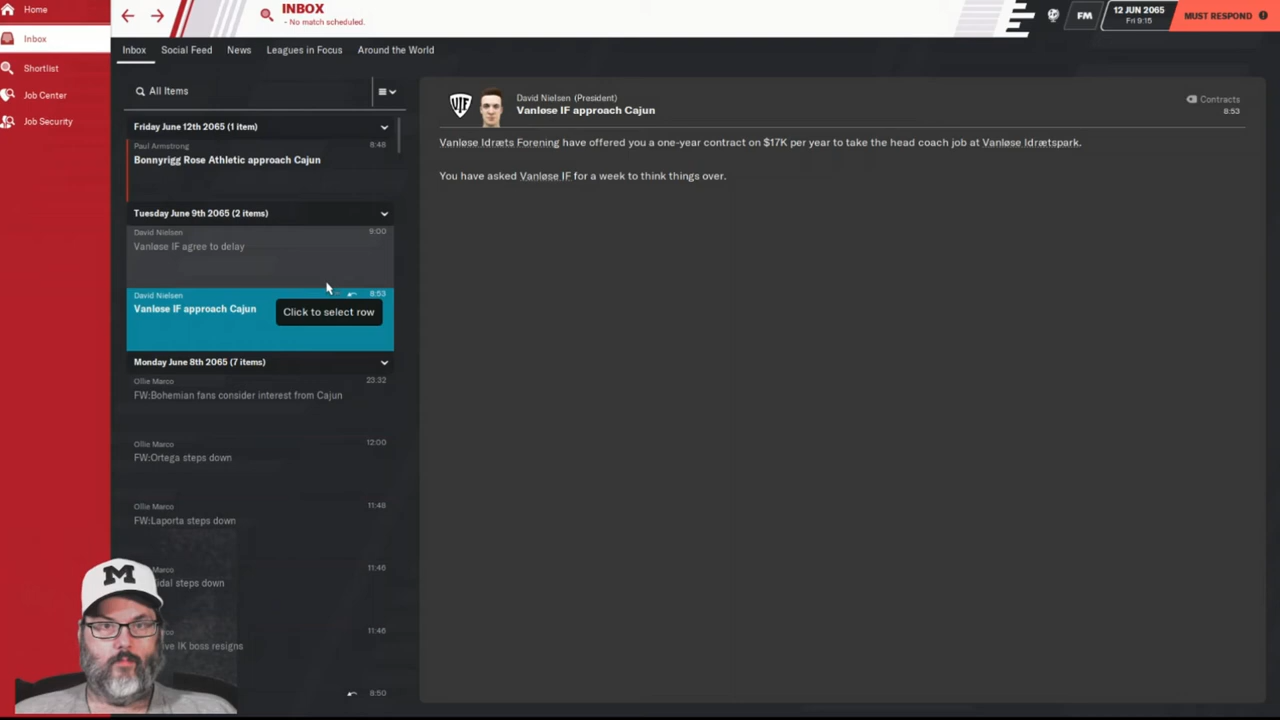 Home
Inbox
Shortlist
Job Center
Job Security
INBOX
- No match scheduled.
FM
12 JUN 2065
Fri 9:15
MUST RESPOND
Inbox
Social Feed
News
Leagues in Focus
Around the World
All Items
Friday June 12th 2065 (1 item)
Paul Armstrong
8:48
Bonnyrigg Rose Athletic approach Cajun
Tuesday June 9th 2065 (2 items)
David Nielsen
9:00
Vanløse IF agree to delay
David Nielsen
8:53
Vanløse IF approach Cajun
Click to select row
Monday June 8th 2065 (7 items)
Ollie Marco
23:32
FW:Bohemian fans consider interest from Cajun
Ollie Marco
12:00
FW:Ortega steps down
Ollie Marco
11:48
FW:Laporta steps down
Marco
11:46
idal steps down
rco
11:46
ive IK boss resigns
8:50
VIF
David Nielsen (President)
Vanløse IF approach Cajun
Contracts
8:53
Vanløse Idræts Forening have offered you a one-year contract on $17K per year to take the head coach job at Vanløse Idrætspark.
You have asked Vanløse IF for a week to think things over.
M